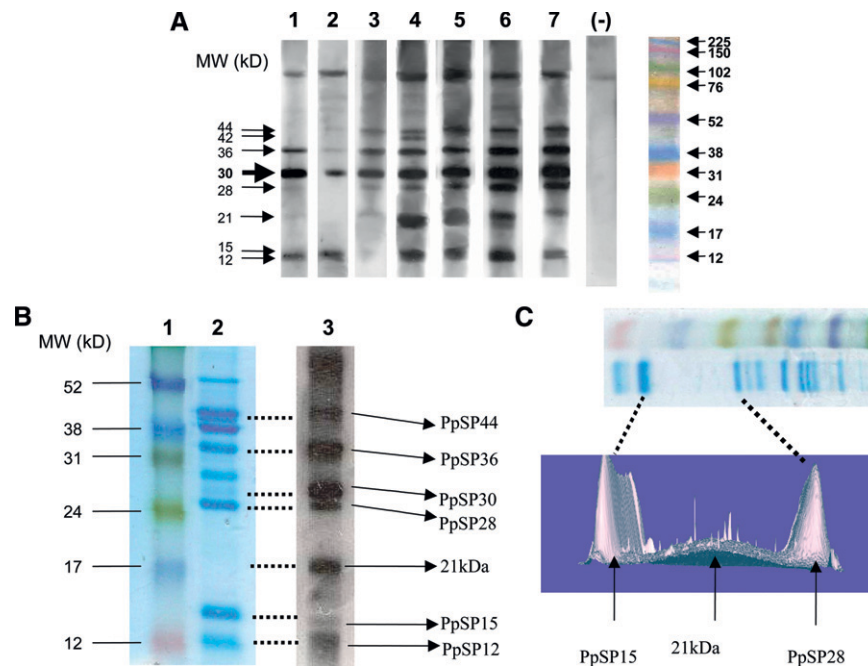 A
1 2 3 4 5 6 7 (-)
MW (kD)
44
42
36
30
28
21
15
12
225
150
102
76
52
38
31
24
17
12
B
MW (kD)
1 2 3
52
38
31
24
17
12
PpSP44
PpSP36
PpSP30
PpSP28
21kDa
PpSP15
PpSP12
C
PpSP15 21kDa PpSP28